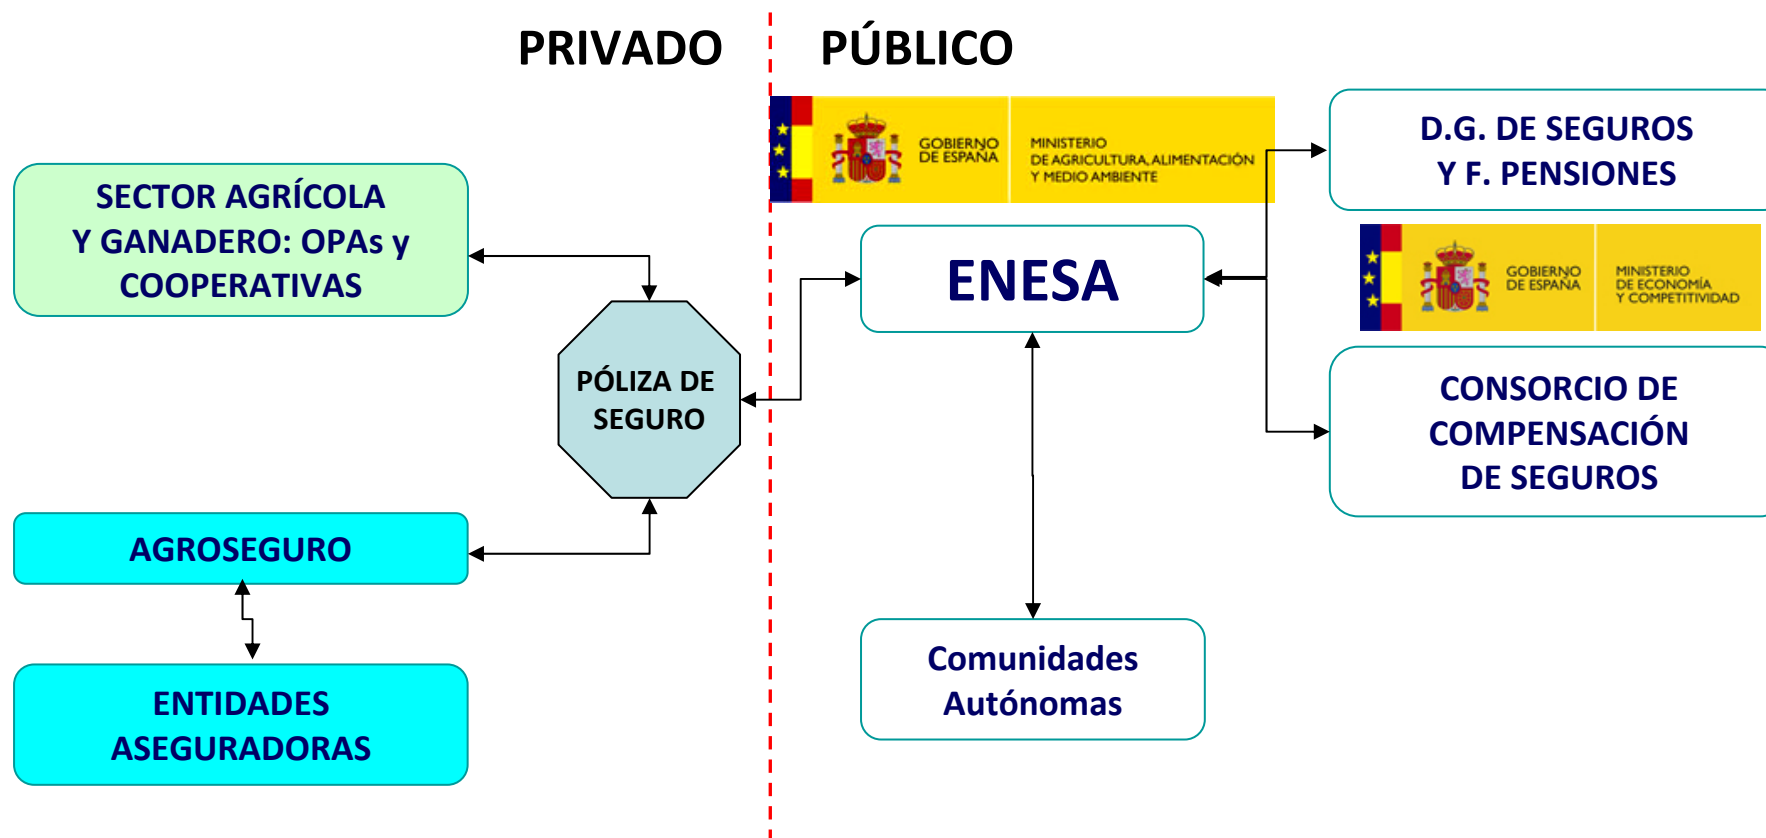 PRIVADO
PÚBLICO
GOBIERNO
DE ESPAÑA
MINISTERIO
DE AGRICULTURA, ALIMENTACIÓN
Y MEDIO AMBIENTE
D.G. DE SEGUROS
Y F. PENSIONES
SECTOR AGRÍCOLA
Y GANADERO: OPAs y
COOPERATIVAS
ENESA
GOBIERNO
DE ESPAÑA
MINISTERIO
DE ECONOMÍA
Y COMPETITIVIDAD
PÓLIZA DE
SEGURO
CONSORCIO DE
COMPENSACIÓN
DE SEGUROS
AGROSEGURO
Comunidades
Autónomas
ENTIDADES
ASEGURADORAS